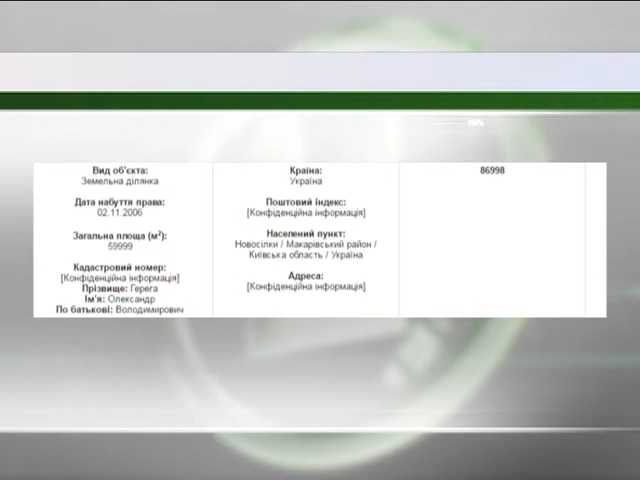 Вид об'єкта:
Земельна ділянка
Дата набуття права:
02.11.2006
Загальна площа (м²):
59999
Кадастровий номер:
[Конфіденційна інформація]
Прізвище: Герега
Ім'я: Олександр
По батькові: Володимирович
Країна:
Україна
Поштовий індекс:
[Конфіденційна інформація]
Населений пункт:
Новосілки / Макарівський район /
Київська область / Україна
Адреса:
[Конфіденційна інформація]
86998